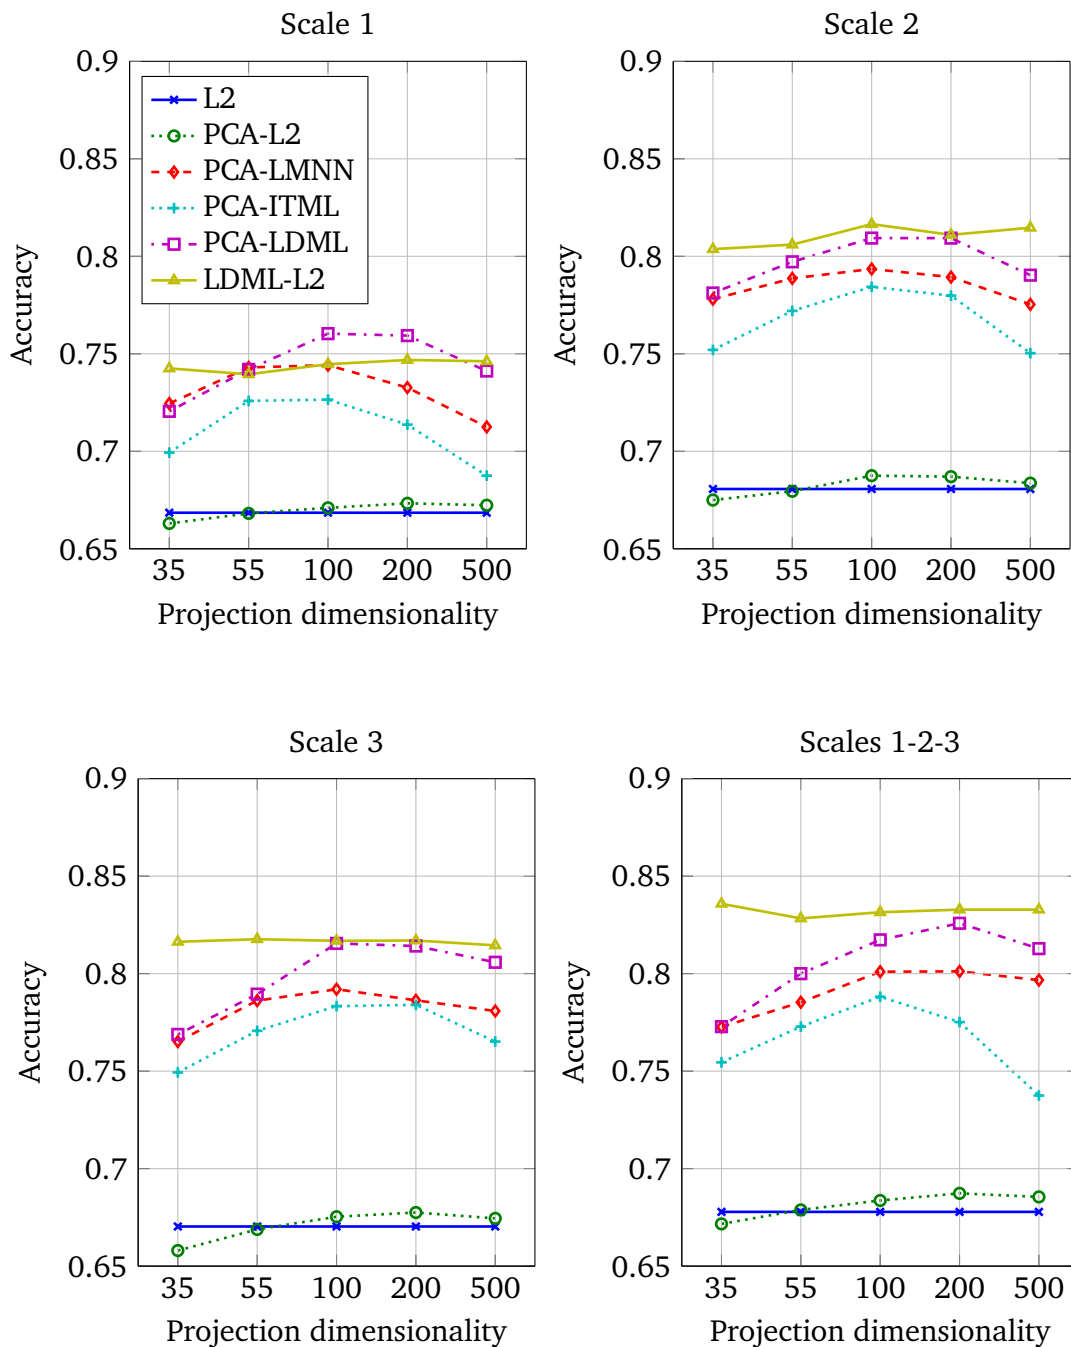 Scale 1
0.9
0.85
0.8
0.75
0.7
0.65
Accuracy
L2
PCA-L2
PCA-LMNN
PCA-ITML
PCA-LDML
LDML-L2
35 55 100 200 500
Projection dimensionality
Scale 2
0.9
0.85
0.8
0.75
0.7
0.65
Accuracy
35 55 100 200 500
Projection dimensionality
Scale 3
0.9
0.85
0.8
0.75
0.7
0.65
Accuracy
35 55 100 200 500
Projection dimensionality
Scales 1-2-3
0.9
0.85
0.8
0.75
0.7
0.65
Accuracy
35 55 100 200 500
Projection dimensionality